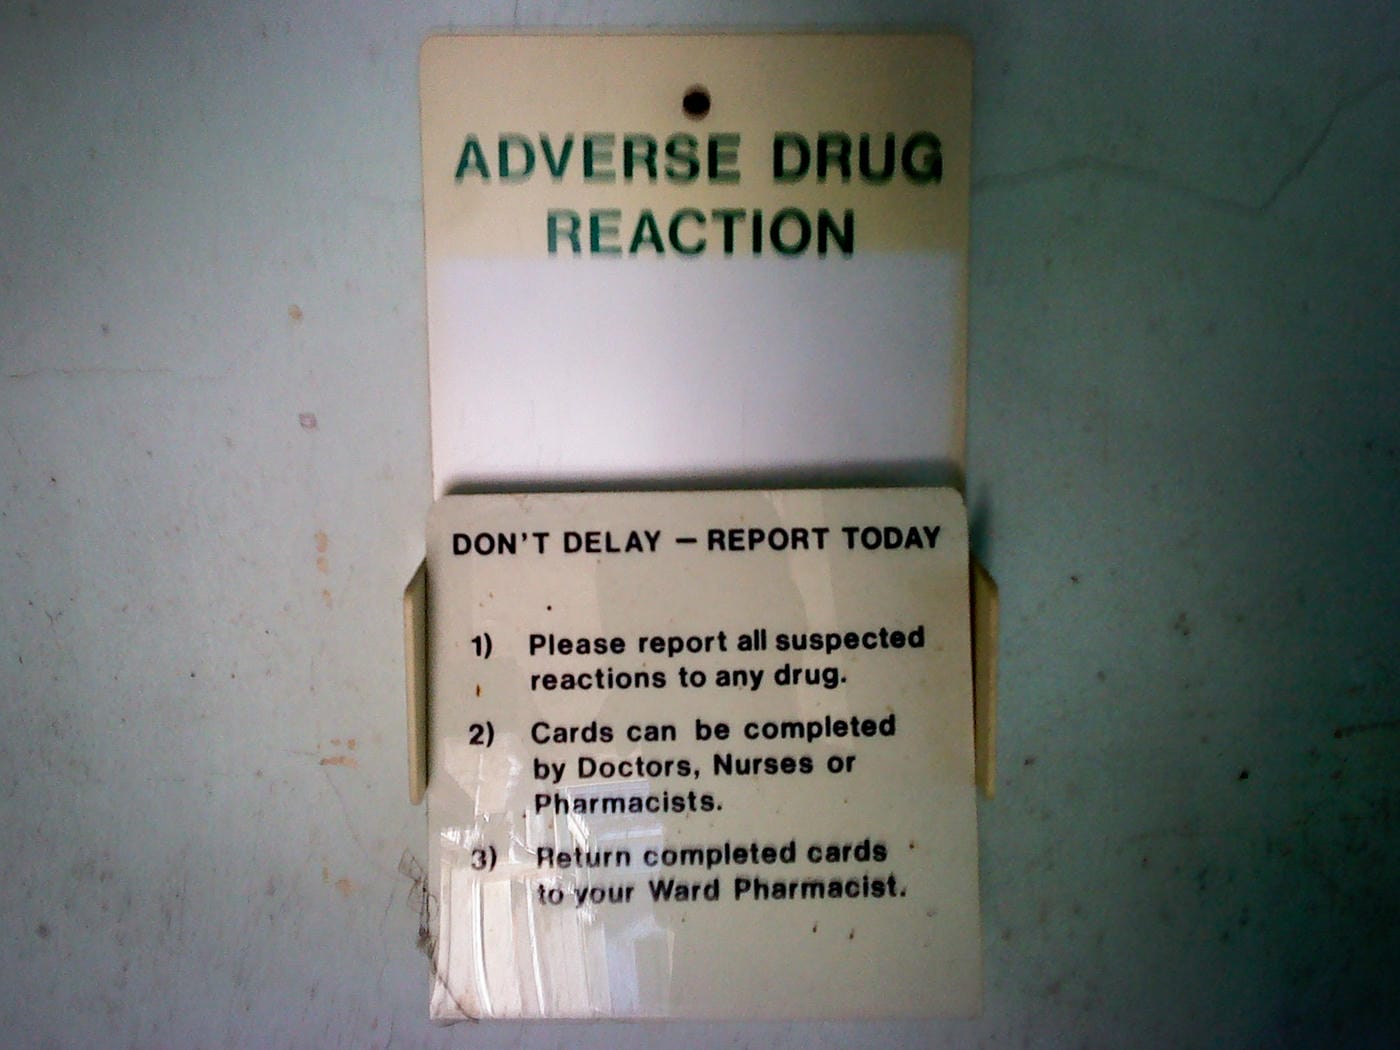 ADVERSE DRUG
REACTION
DON'T DELAY – REPORT TODAY
1) Please report all suspected
reactions to any drug.
2) Cards can be completed
by Doctors, Nurses or
Pharmacists.
3) Return completed cards
to your Ward Pharmacist.